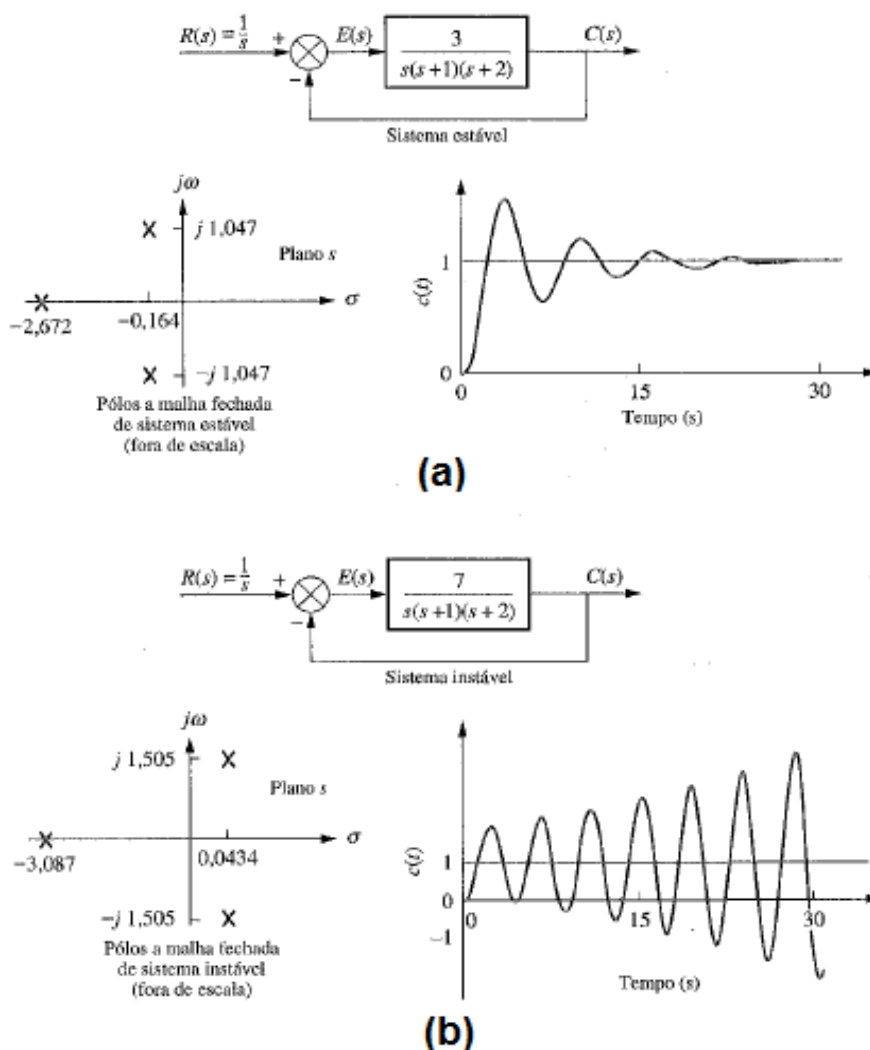 R(s) = 1/s + E(s) 3 C(s)
− s(s+1)(s+2)
Sistema estável
jω
j 1,047
Plano s
σ
−2,672 −0,164
−j 1,047
Pólos a malha fechada
de sistema estável
(fora de escala)
c(t)
1
0
0 15 30
Tempo (s)
(a)
R(s) = 1/s + E(s) 7 C(s)
− s(s+1)(s+2)
Sistema instável
jω
j 1,505
Plano s
σ
−3,087 0,0434
−j 1,505
Pólos a malha fechada
de sistema instável
(fora de escala)
c(t)
1
0
−1
0 15 30
Tempo (s)
(b)